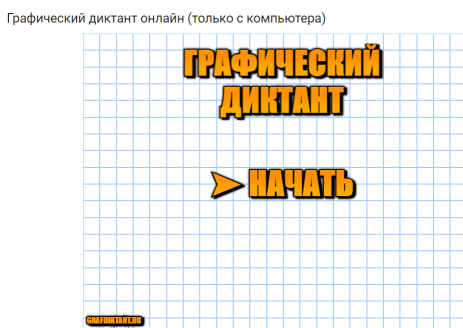 Графический диктант онлайн (только с компьютера)
ГРАФИЧЕСКИЙ
ДИКТАНТ
НАЧАТЬ
GRAFDIKTANT.RU